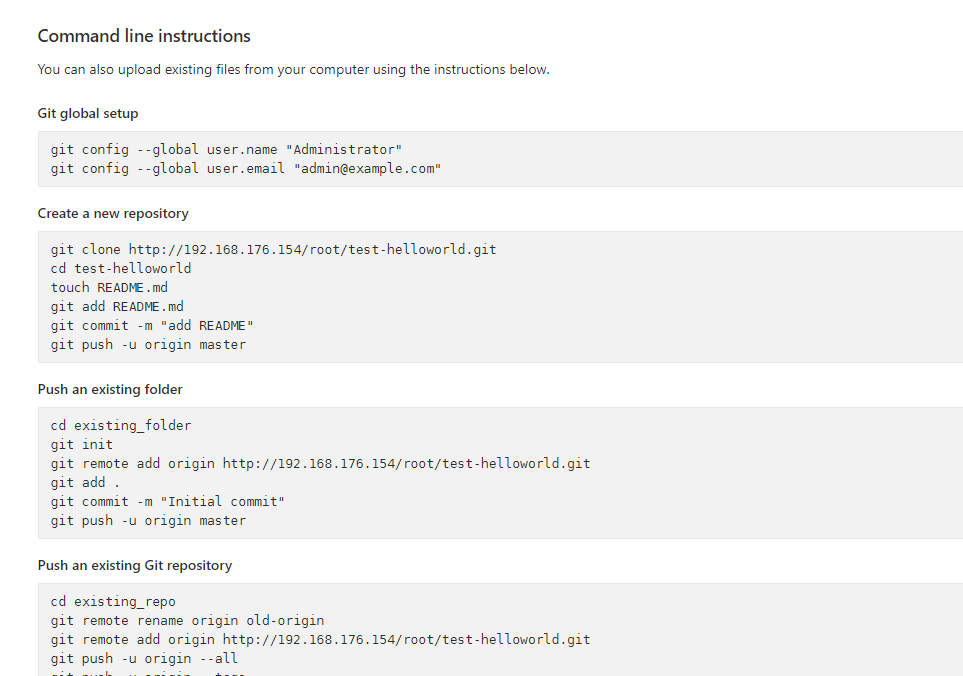 Command line instructions
You can also upload existing files from your computer using the instructions below.
Git global setup
git config --global user.name "Administrator"
git config --global user.email "admin@example.com"
Create a new repository
git clone http://192.168.176.154/root/test-helloworld.git
cd test-helloworld
touch README.md
git add README.md
git commit -m "add README"
git push -u origin master
Push an existing folder
cd existing_folder
git init
git remote add origin http://192.168.176.154/root/test-helloworld.git
git add .
git commit -m "Initial commit"
git push -u origin master
Push an existing Git repository
cd existing_repo
git remote rename origin old-origin
git remote add origin http://192.168.176.154/root/test-helloworld.git
git push -u origin --all